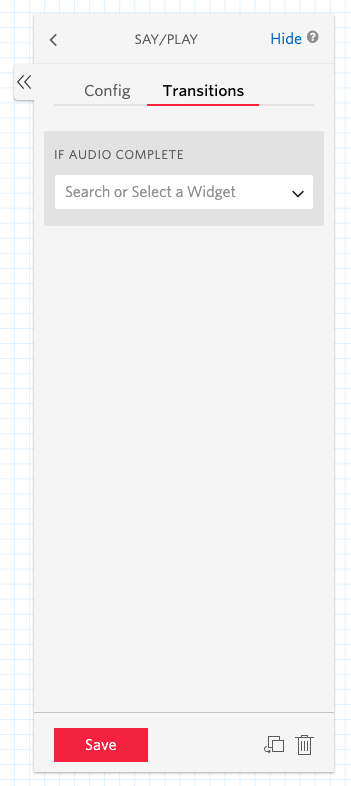 SAY/PLAY
Hide ?
Config
Transitions
IF AUDIO COMPLETE
Search or Select a Widget
Save